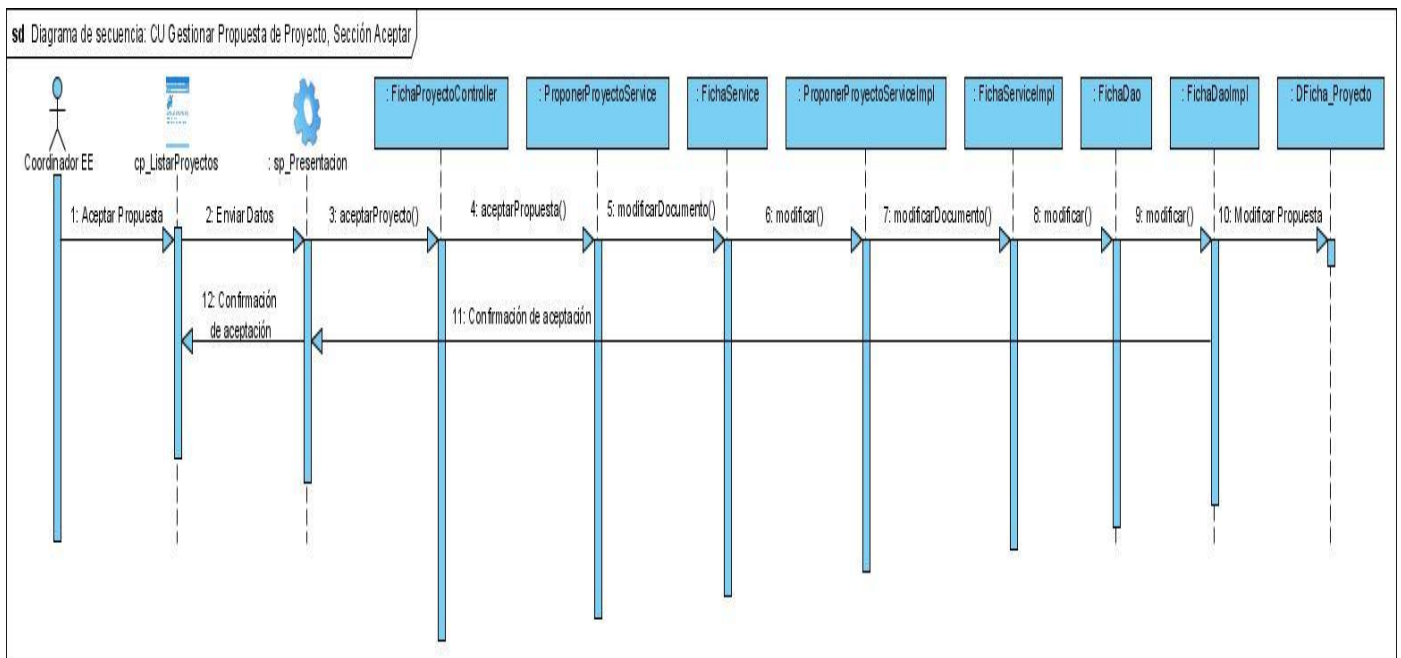 sd Diagrama de secuencia: CU Gestionar Propuesta de Proyecto, Sección Aceptar
Coordinador EE
cp_ListarProyectos
: sp_Presentacion
: FichaProyectoController
: ProponerProyectoService
: FichaService
: ProponerProyectoServiceImpl
: FichaServiceImpl
: FichaDao
: FichaDaoImpl
: DFicha_Proyecto
1: Aceptar Propuesta
2: Enviar Datos
3: aceptarProyecto()
4: aceptarPropuesta()
5: modificarDocumento()
6: modificar()
7: modificarDocumento()
8: modificar()
9: modificar()
10: Modificar Propuesta
12: Confirmación
de aceptación
11: Confirmación de aceptación